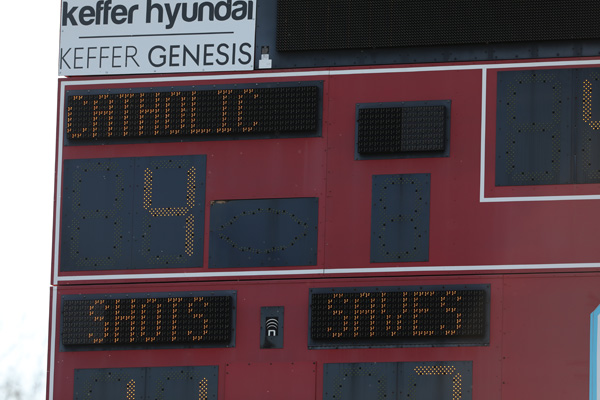 keffer hyundai
KEFFER GENESIS
CATHOLIC
4
SHOTS SAVES